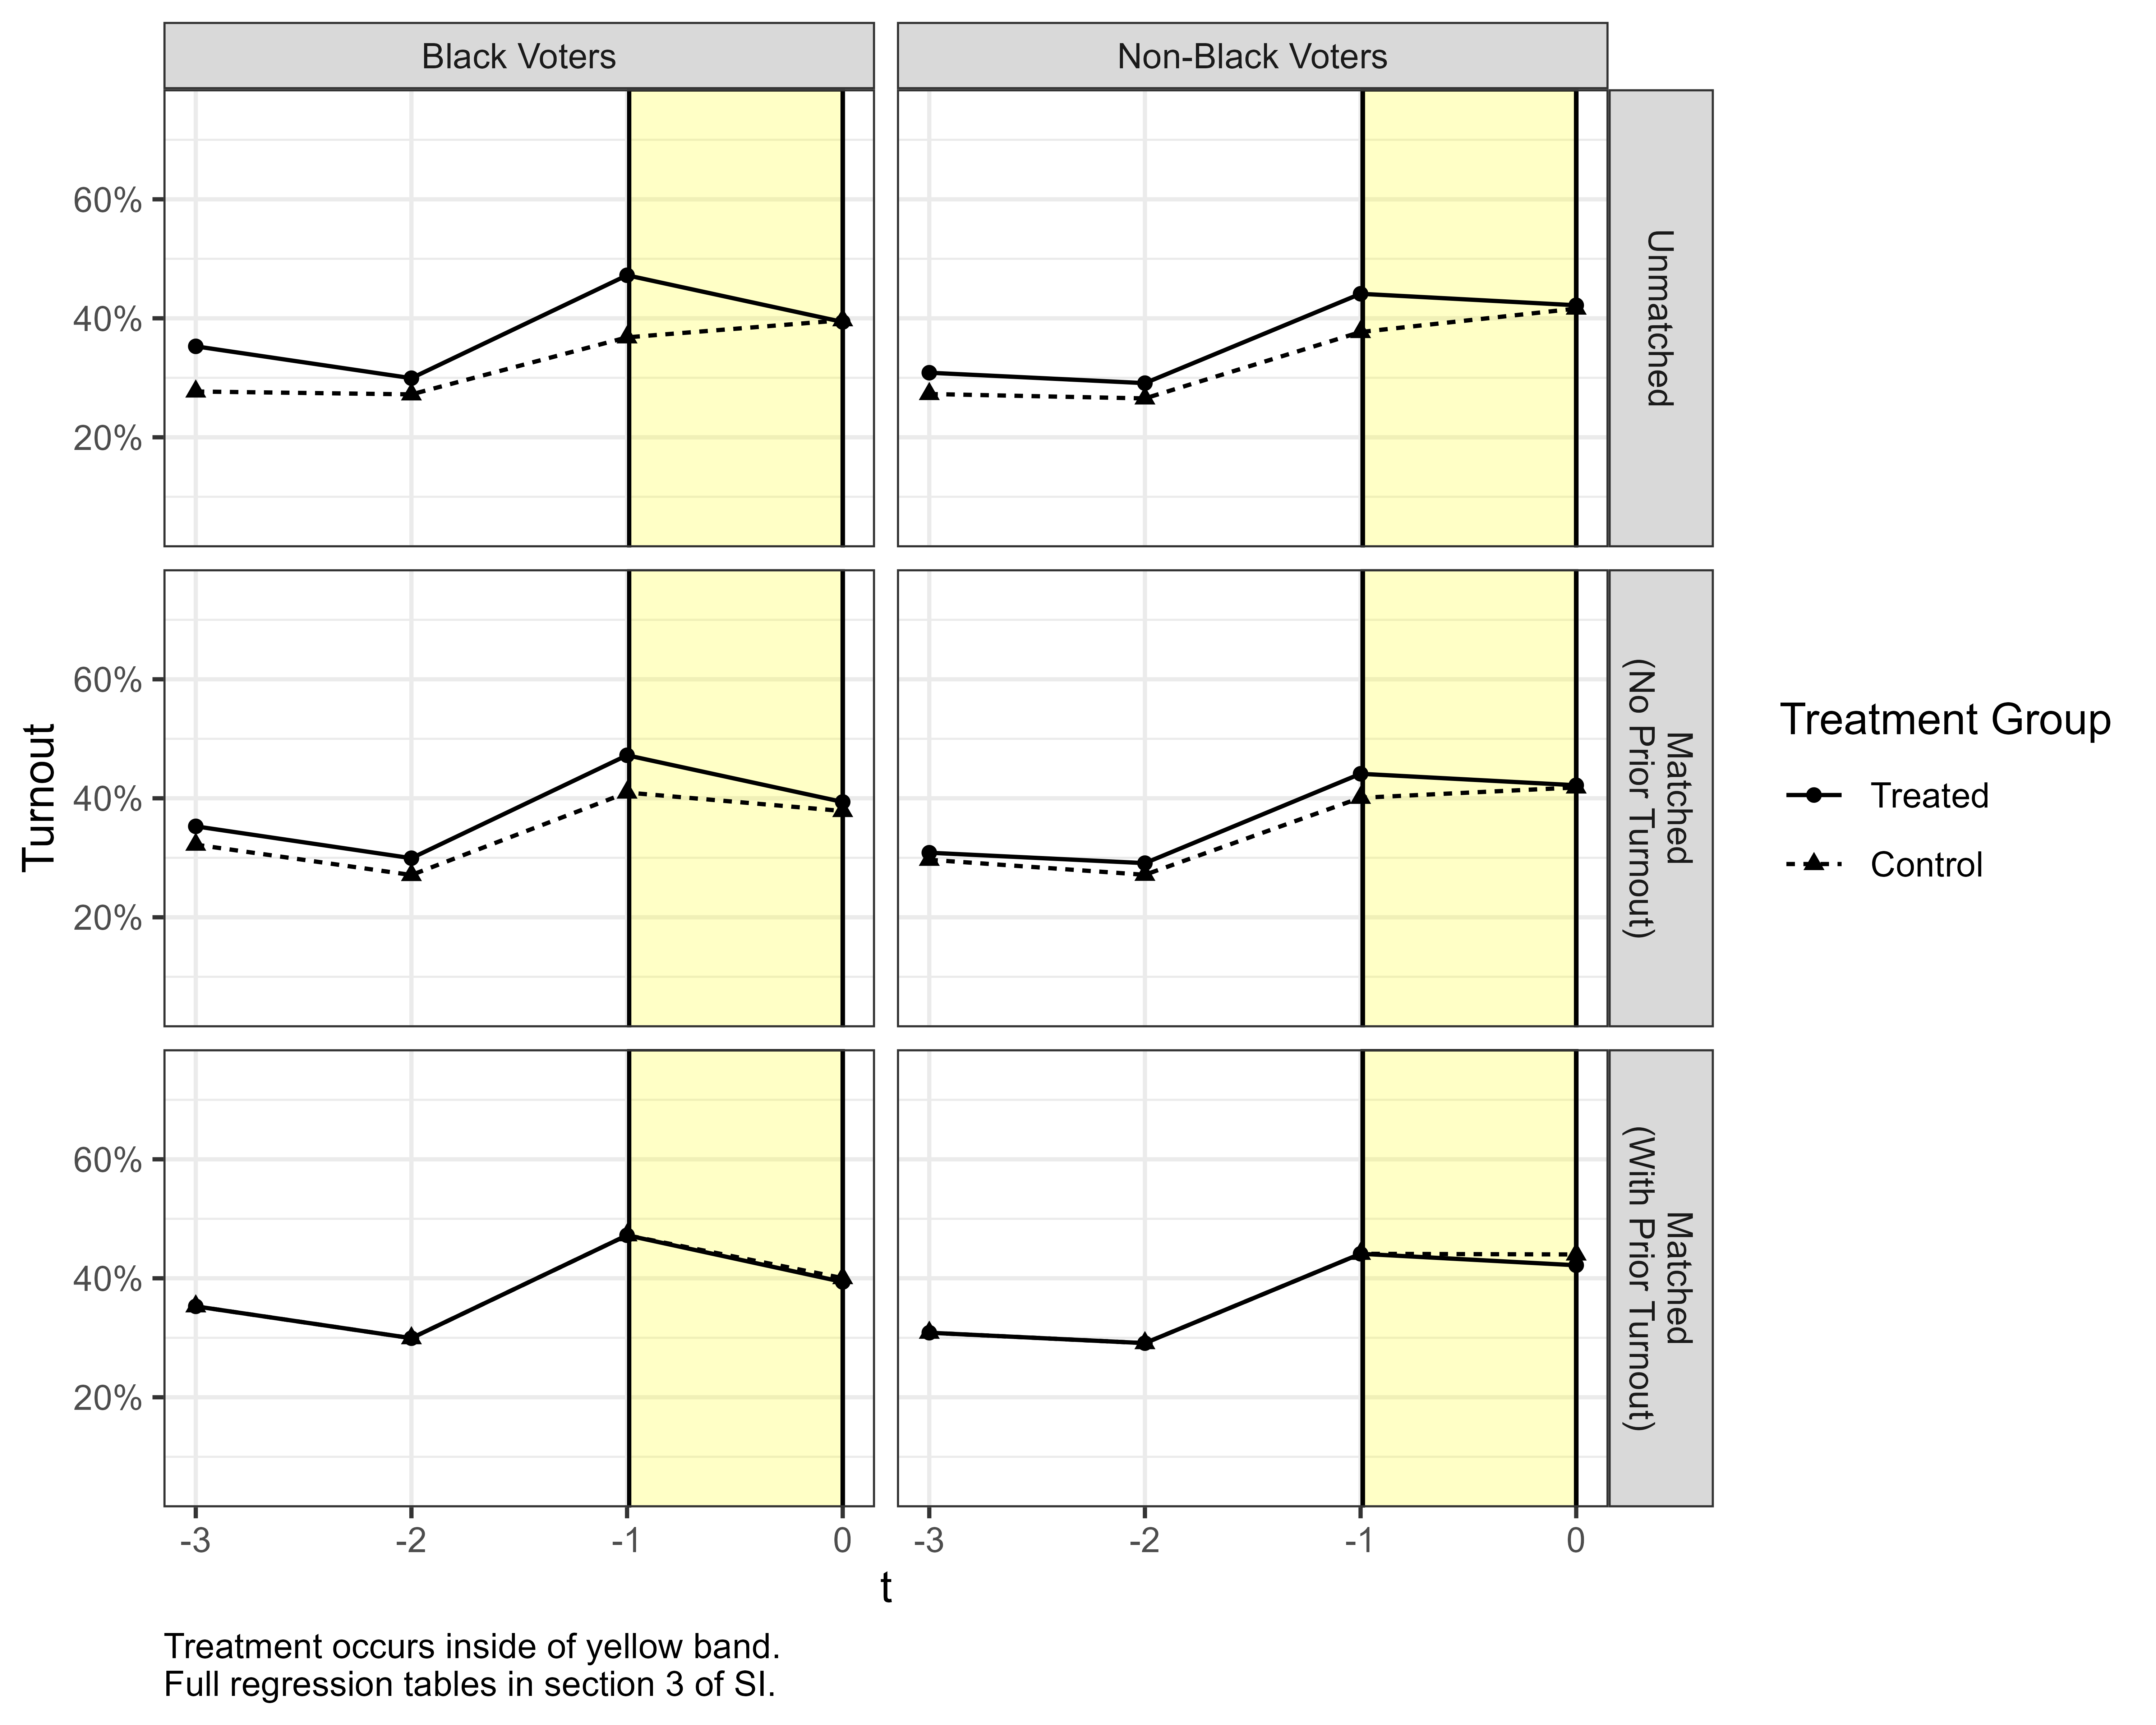 Black Voters
Non-Black Voters
60%
40%
20%
Unmatched
60%
40%
20%
Matched
(No Prior Turnout)
60%
40%
20%
Matched
(With Prior Turnout)
Turnout
-3
-2
-1
0
-3
-2
-1
0
t
Treatment Group
Treated
Control
Treatment occurs inside of yellow band.
Full regression tables in section 3 of SI.